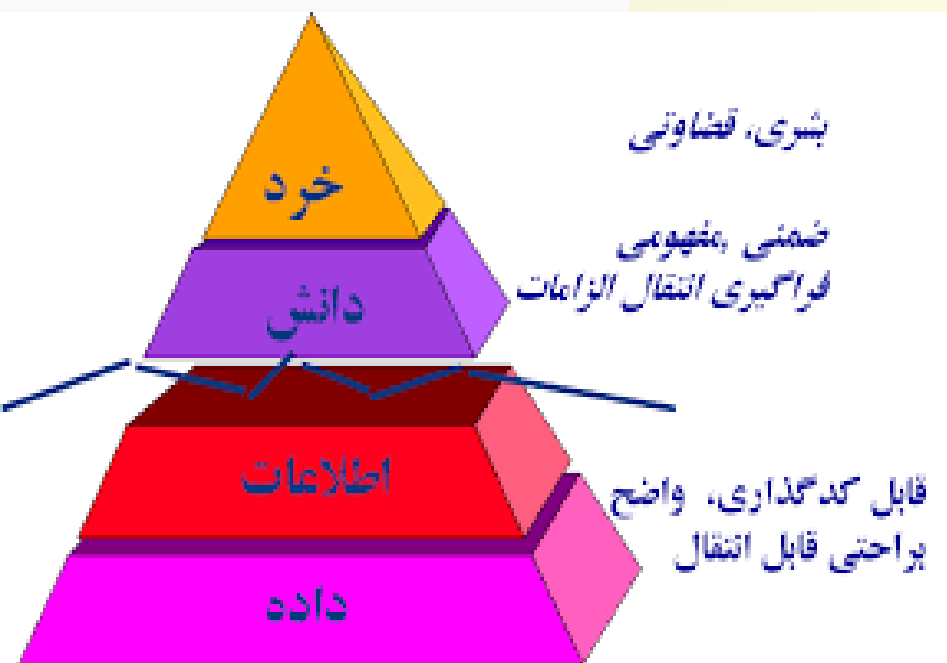 بشری، قضاوتی
خرد
ضمنی ,مفهومی
فراگیری انتقال الزامات
دانش
اطلاعات
قابل کدگذاری، واضح
براحتی قابل انتقال
داده